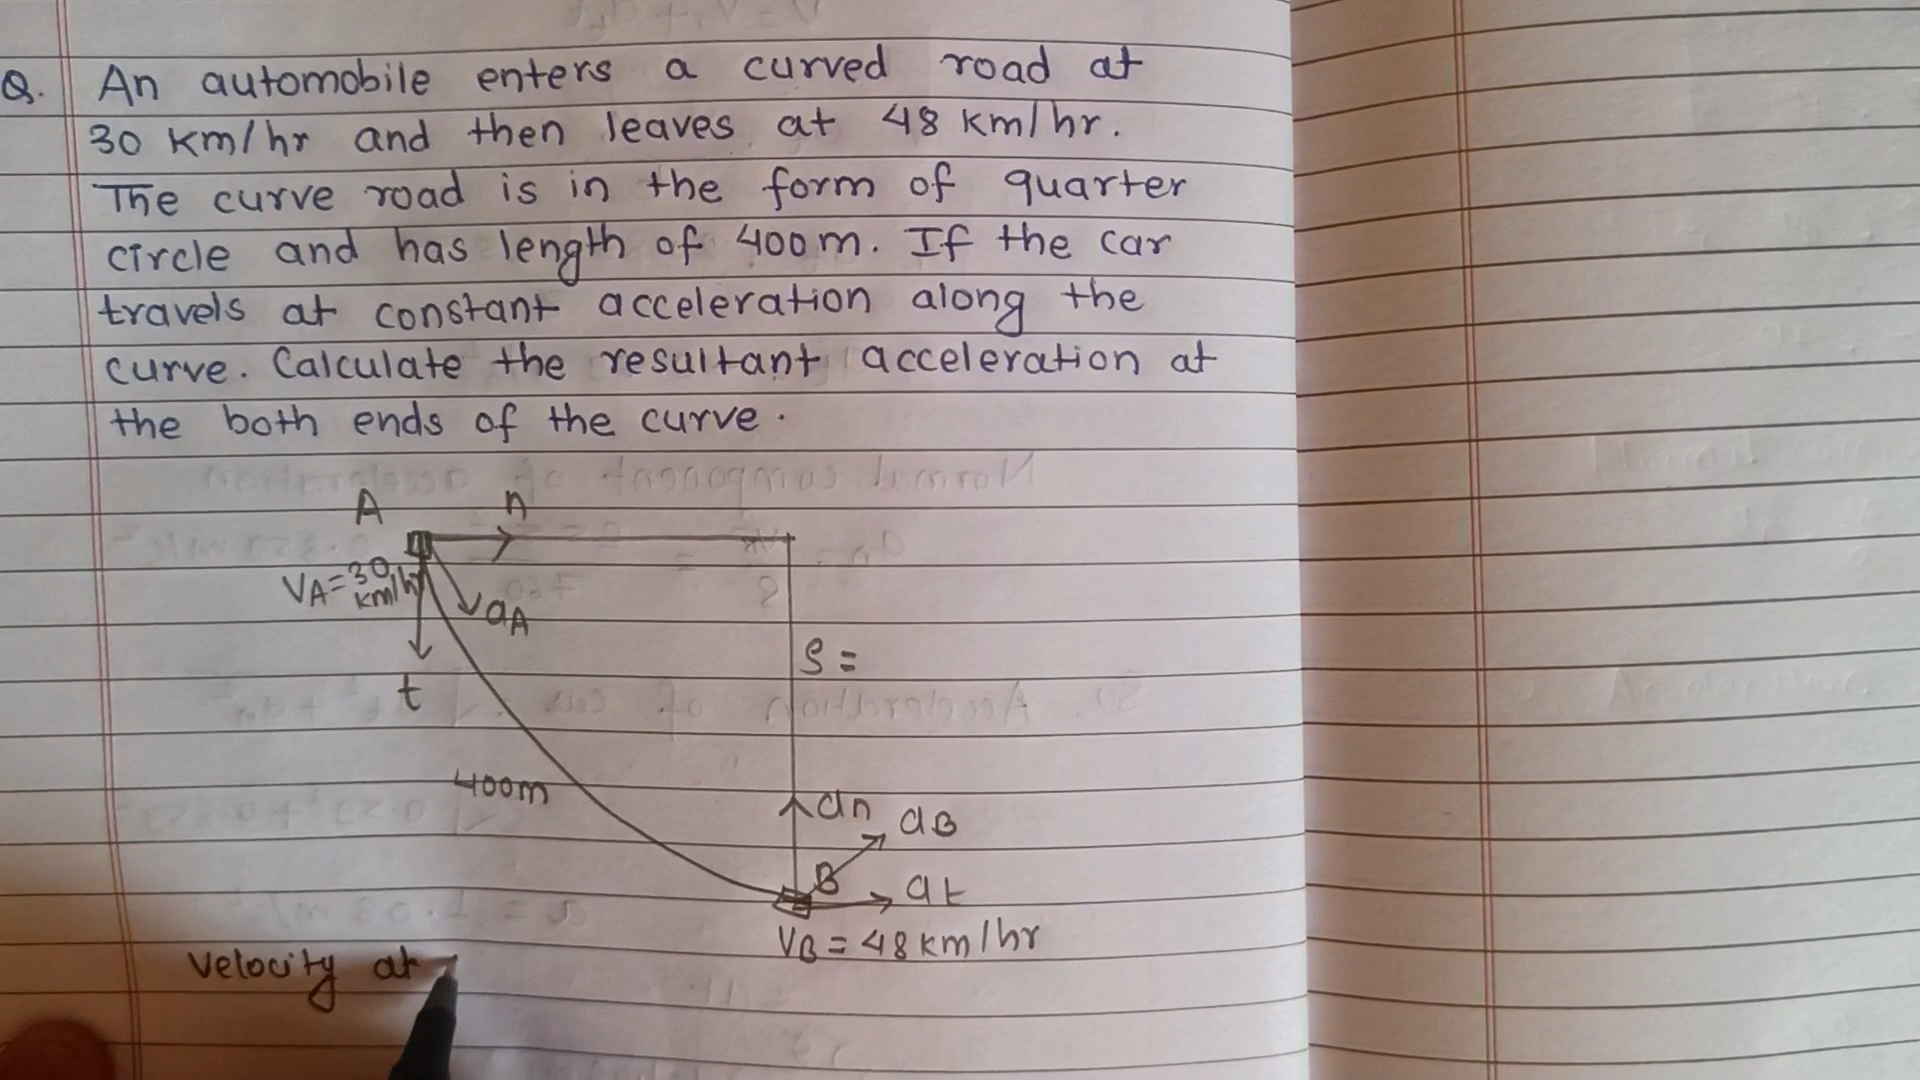 Q. An automobile enters a curved road at
30 km/hr and then leaves at 48 km/hr.
The curve road is in the form of quarter
circle and has length of 400m. If the car
travels at constant acceleration along the
curve. Calculate the resultant acceleration at
the both ends of the curve.
A n
VA = 30 km/hr
aA
t
S =
400m
an aB
B at
VB = 48 km/hr
Velocity at